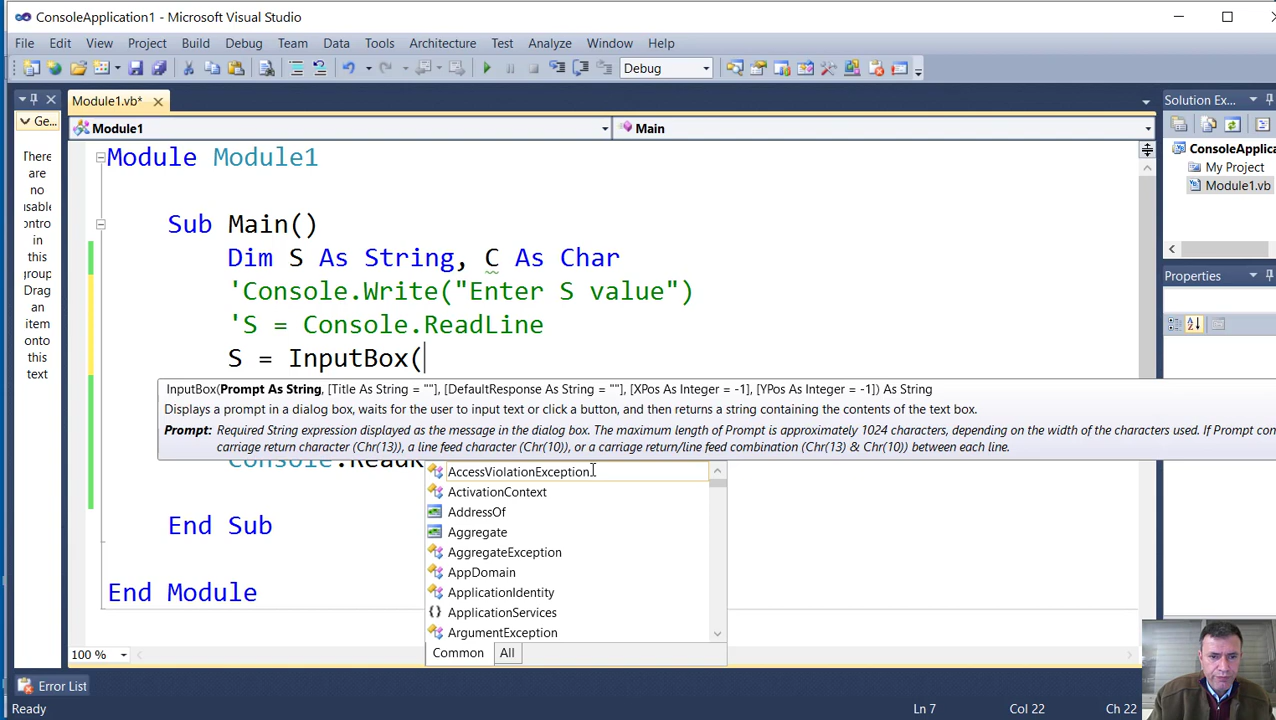 ConsoleApplication1 - Microsoft Visual Studio
File Edit View Project Build Debug Team Data Tools Architecture Test Analyze Window Help
Debug
Module1.vb*
Solution Ex...
Ge...
Module1
Main
There
are
no
usable
ontro
in
this
group
Drag
an
item
onto
this
text
ConsoleApplica
My Project
Module1.vb
Properties
Module Module1
Sub Main()
Dim S As String, C As Char
'Console.Write("Enter S value")
'S = Console.ReadLine
S = InputBox(
InputBox(Prompt As String, [Title As String = ""], [DefaultResponse As String = ""], [XPos As Integer = -1], [YPos As Integer = -1]) As String
Displays a prompt in a dialog box, waits for the user to input text or click a button, and then returns a string containing the contents of the text box.
Prompt: Required String expression displayed as the message in the dialog box. The maximum length of Prompt is approximately 1024 characters, depending on the width of the characters used. If Prompt con
carriage return character (Chr(13)), a line feed character (Chr(10)), or a carriage return/line feed combination (Chr(13) & Chr(10)) between each line.
Console.ReadK
AccessViolationException
ActivationContext
AddressOf
Aggregate
AggregateException
AppDomain
ApplicationIdentity
ApplicationServices
ArgumentException
Common All
End Sub
End Module
100 %
Error List
Ready
Ln 7 Col 22 Ch 22